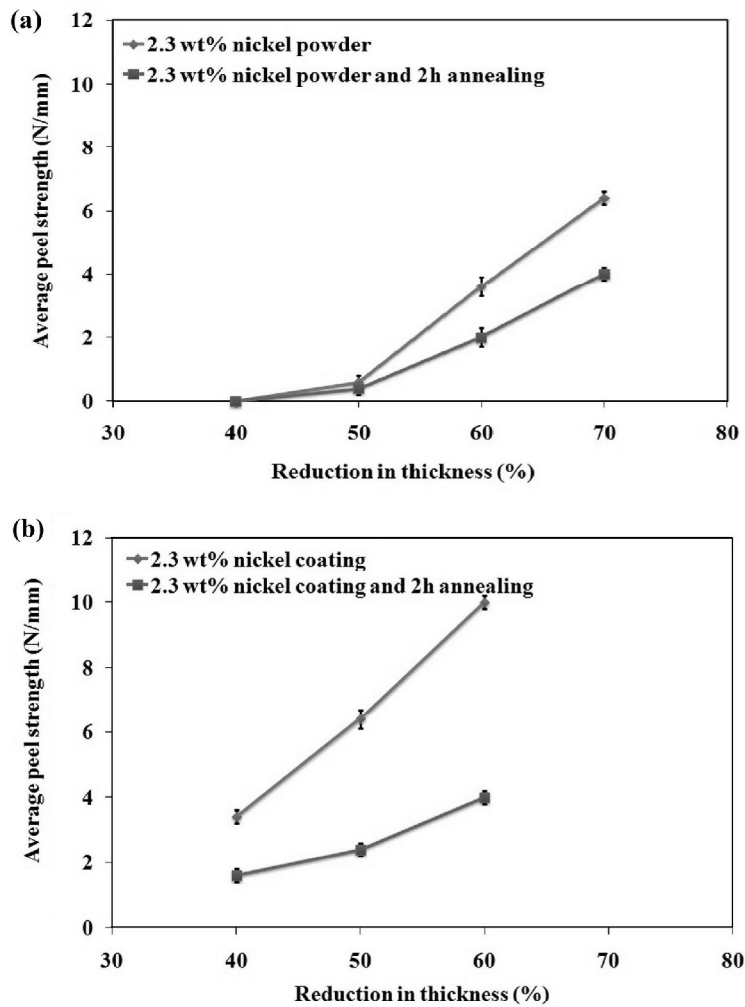 (a)
12
10
8
6
4
2
0
Average peel strength (N/mm)
2.3 wt% nickel powder
2.3 wt% nickel powder and 2h annealing
30 40 50 60 70 80
Reduction in thickness (%)
(b)
12
10
8
6
4
2
0
Average peel strength (N/mm)
2.3 wt% nickel coating
2.3 wt% nickel coating and 2h annealing
30 40 50 60 70 80
Reduction in thickness (%)